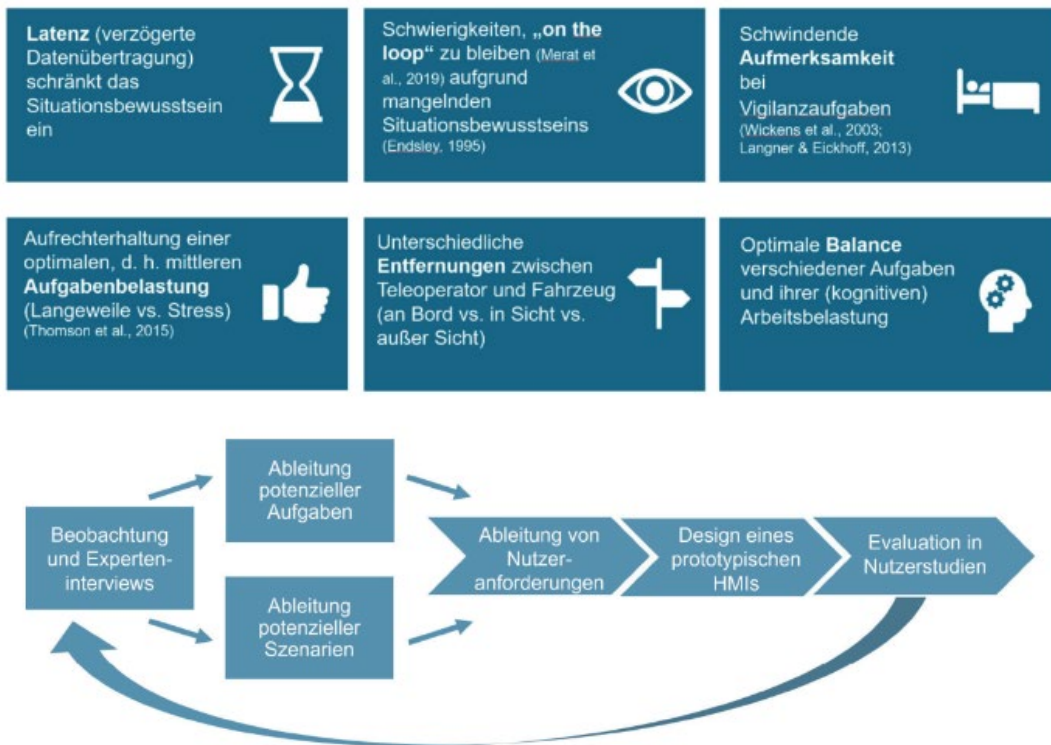 Latenz (verzögerte
Datenübertragung)
schränkt das
Situationsbewusstsein
ein
Schwierigkeiten, „on the
loop“ zu bleiben (Merat et
al., 2019) aufgrund
mangelnden
Situationsbewusstseins
(Endsley, 1995)
Schwindende
Aufmerksamkeit
bei
Vigilanzaufgaben
(Wickens et al., 2003;
Langner & Eickhoff, 2013)
Aufrechterhaltung einer
optimalen, d. h. mittleren
Aufgabenbelastung
(Langeweile vs. Stress)
(Thomson et al., 2015)
Unterschiedliche
Entfernungen zwischen
Teleoperator und Fahrzeug
(an Bord vs. in Sicht vs.
außer Sicht)
Optimale Balance
verschiedener Aufgaben
und ihrer (kognitiven)
Arbeitsbelastung
Beobachtung
und Experten-
interviews
Ableitung
potenzieller
Aufgaben
Ableitung
potenzieller
Szenarien
Ableitung von
Nutzer-
anforderungen
Design eines
prototypischen
HMIs
Evaluation in
Nutzerstudien